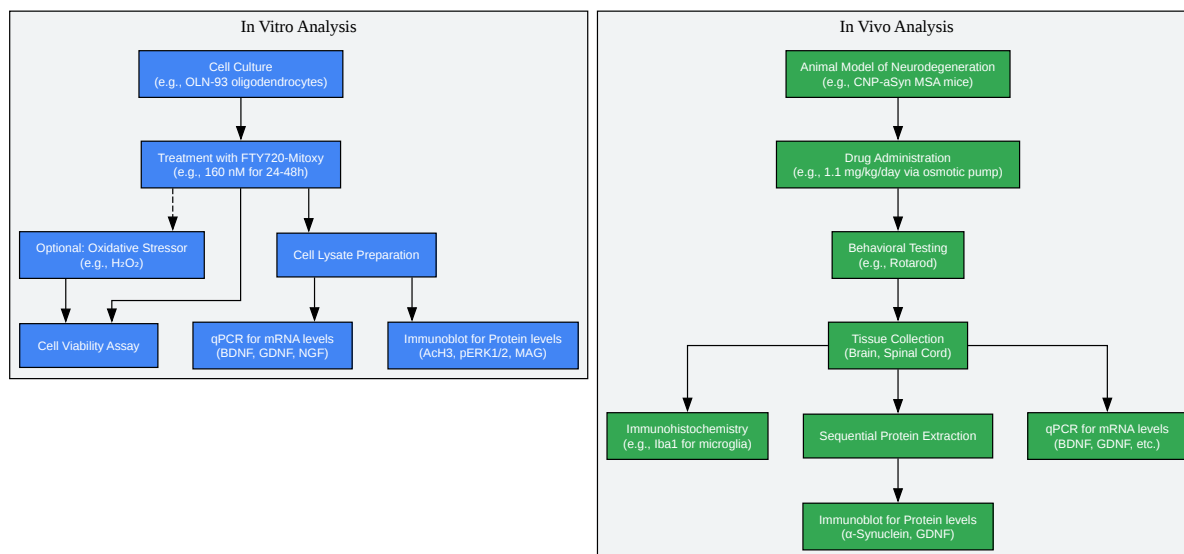 In Vitro Analysis
Cell Culture
(e.g., OLN-93 oligodendrocytes)
Treatment with FTY720-Mitoxy
(e.g., 160 nM for 24-48h)
Optional: Oxidative Stressor
(e.g., H₂O₂)
Cell Lysate Preparation
Cell Viability Assay
qPCR for mRNA levels
(BDNF, GDNF, NGF)
Immunoblot for Protein levels
(AcH3, pERK1/2, MAG)
In Vivo Analysis
Animal Model of Neurodegeneration
(e.g., CNP-aSyn MSA mice)
Drug Administration
(e.g., 1.1 mg/kg/day via osmotic pump)
Behavioral Testing
(e.g., Rotarod)
Tissue Collection
(Brain, Spinal Cord)
Immunohistochemistry
(e.g., Iba1 for microglia)
Sequential Protein Extraction
qPCR for mRNA levels
(BDNF, GDNF, etc.)
Immunoblot for Protein levels
(α-Synuclein, GDNF)